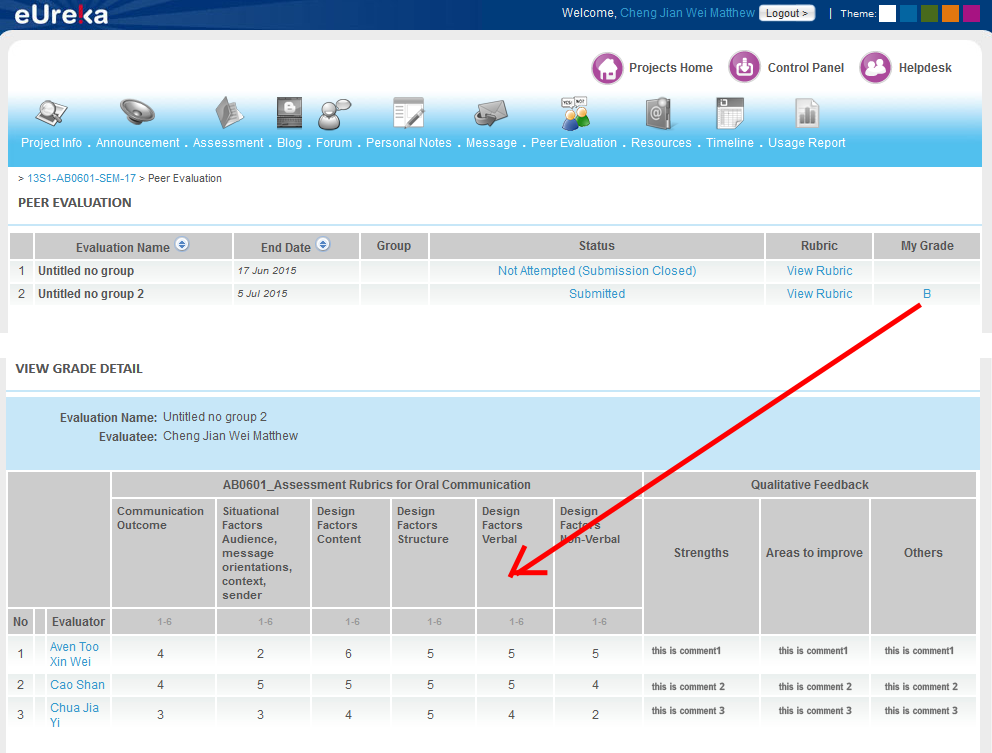 eUreka
Welcome, Cheng Jian Wei Matthew Logout > | Theme:
Projects Home Control Panel Helpdesk
YOU ME?
Project Info . Announcement . Assessment . Blog . Forum . Personal Notes . Message . Peer Evaluation . Resources . Timeline . Usage Report
> 13S1-AB0601-SEM-17 > Peer Evaluation
PEER EVALUATION
Evaluation Name End Date Group Status Rubric My Grade
1 Untitled no group 17 Jun 2015 Not Attempted (Submission Closed) View Rubric
2 Untitled no group 2 5 Jul 2015 Submitted View Rubric B
VIEW GRADE DETAIL
Evaluation Name: Untitled no group 2
Evaluatee: Cheng Jian Wei Matthew
AB0601_Assessment Rubrics for Oral Communication Qualitative Feedback
Communication Outcome
Situational Factors Audience, message orientations, context, sender
Design Factors Content
Design Factors Structure
Design Factors Verbal
Design Factors Non-Verbal
Strengths Areas to improve Others
No Evaluator 1-6 1-6 1-6 1-6 1-6 1-6
1 Aven Too Xin Wei 4 2 6 5 5 5 this is comment1 this is comment1 this is comment1
2 Cao Shan 4 5 5 5 5 4 this is comment 2 this is comment 2 this is comment 2
3 Chua Jia Yi 3 3 4 5 4 2 this is comment 3 this is comment 3 this is comment 3